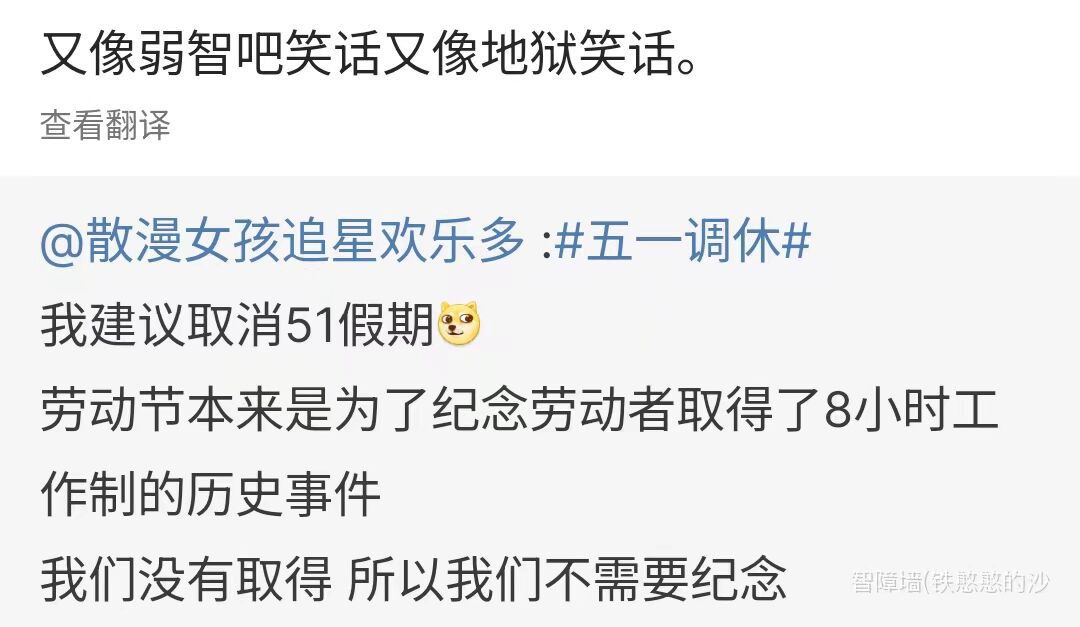 又像弱智吧笑话又像地狱笑话。
查看翻译
@散漫女孩追星欢乐多 :#五一调休#
我建议取消51假期
劳动节本来是为了纪念劳动者取得了8小时工
作制的历史事件
我们没有取得 所以我们不需要纪念
智障墙(铁憨憨的沙